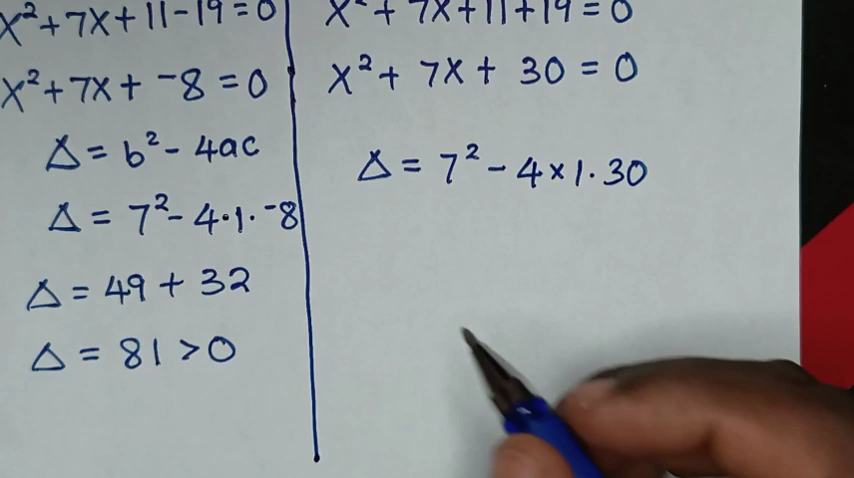 x²+7x+11-19=0
x²+7x+⁻8=0
Δ=b²-4ac
Δ=7²-4·1·⁻8
Δ=49+32
Δ=81>0
x²+7x+11+19=0
x²+7x+30=0
Δ=7²-4×1·30